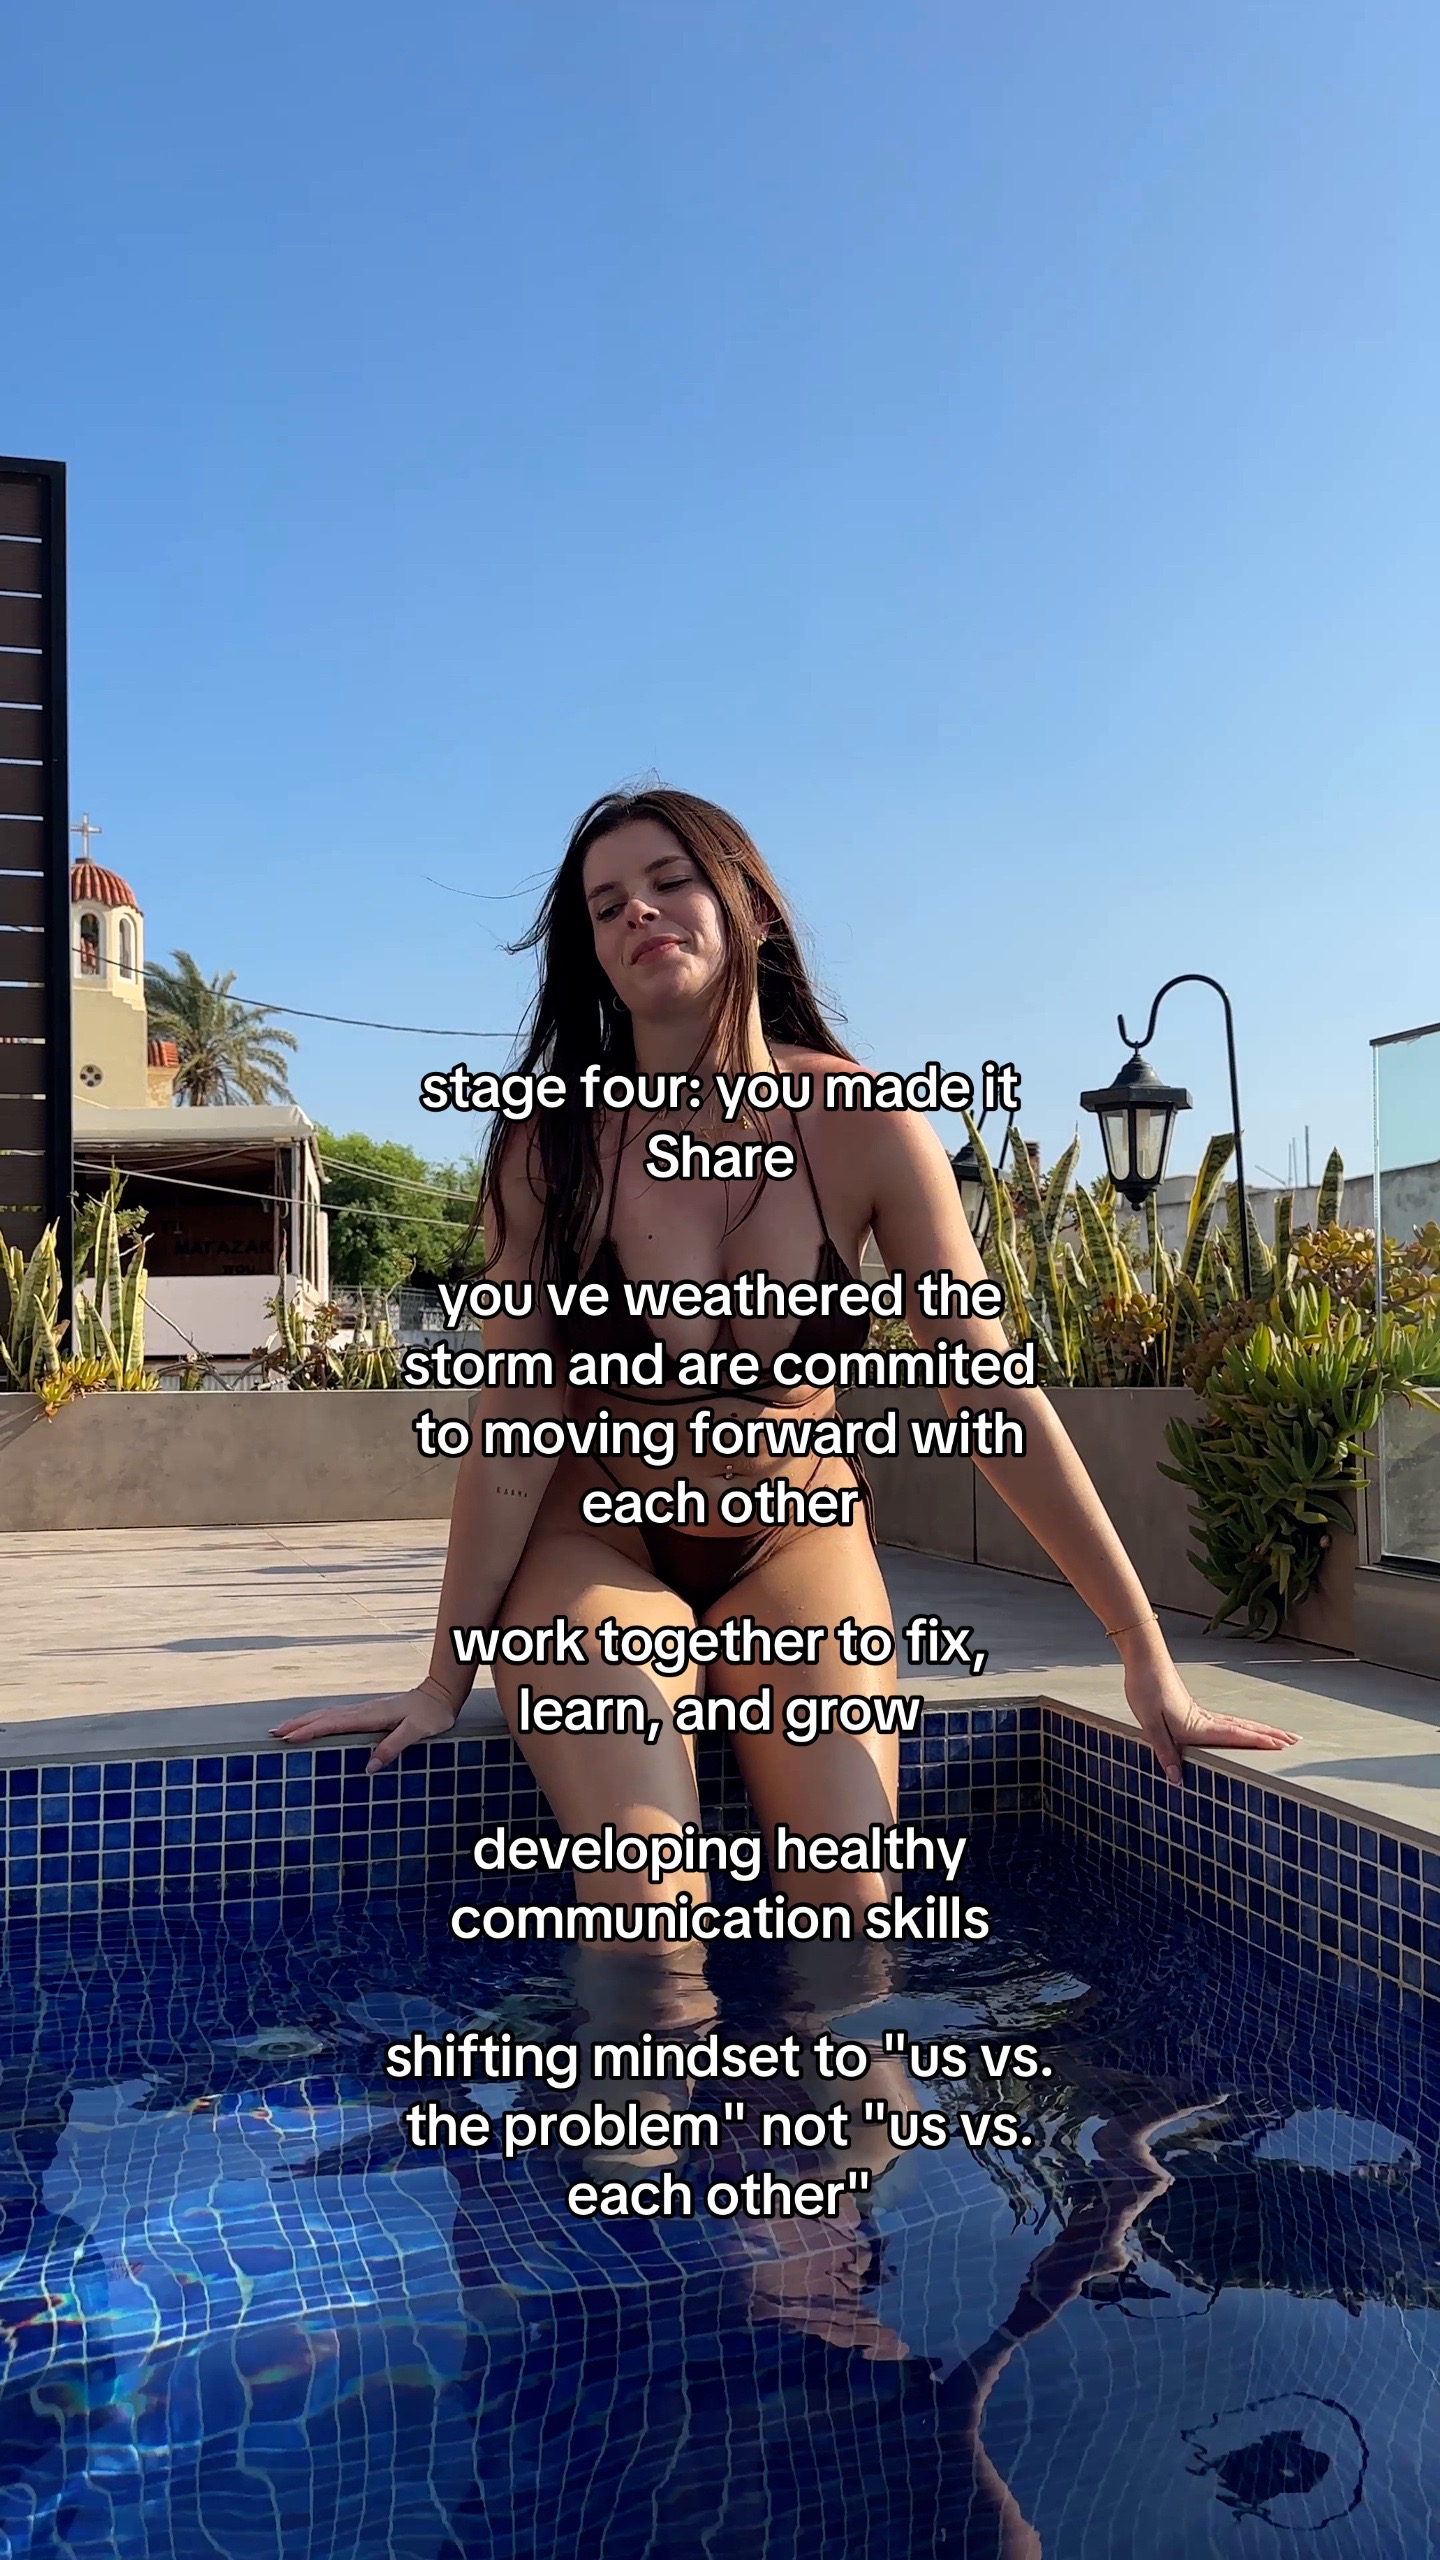 ΜΑΓΑΖΑΚ
stage four: you made it
Share
you ve weathered the
storm and are commited
to moving forward with
each other
work together to fix,
learn, and grow
developing healthy
communication skills
shifting mindset to "us vs.
the problem" not "us vs.
each other"